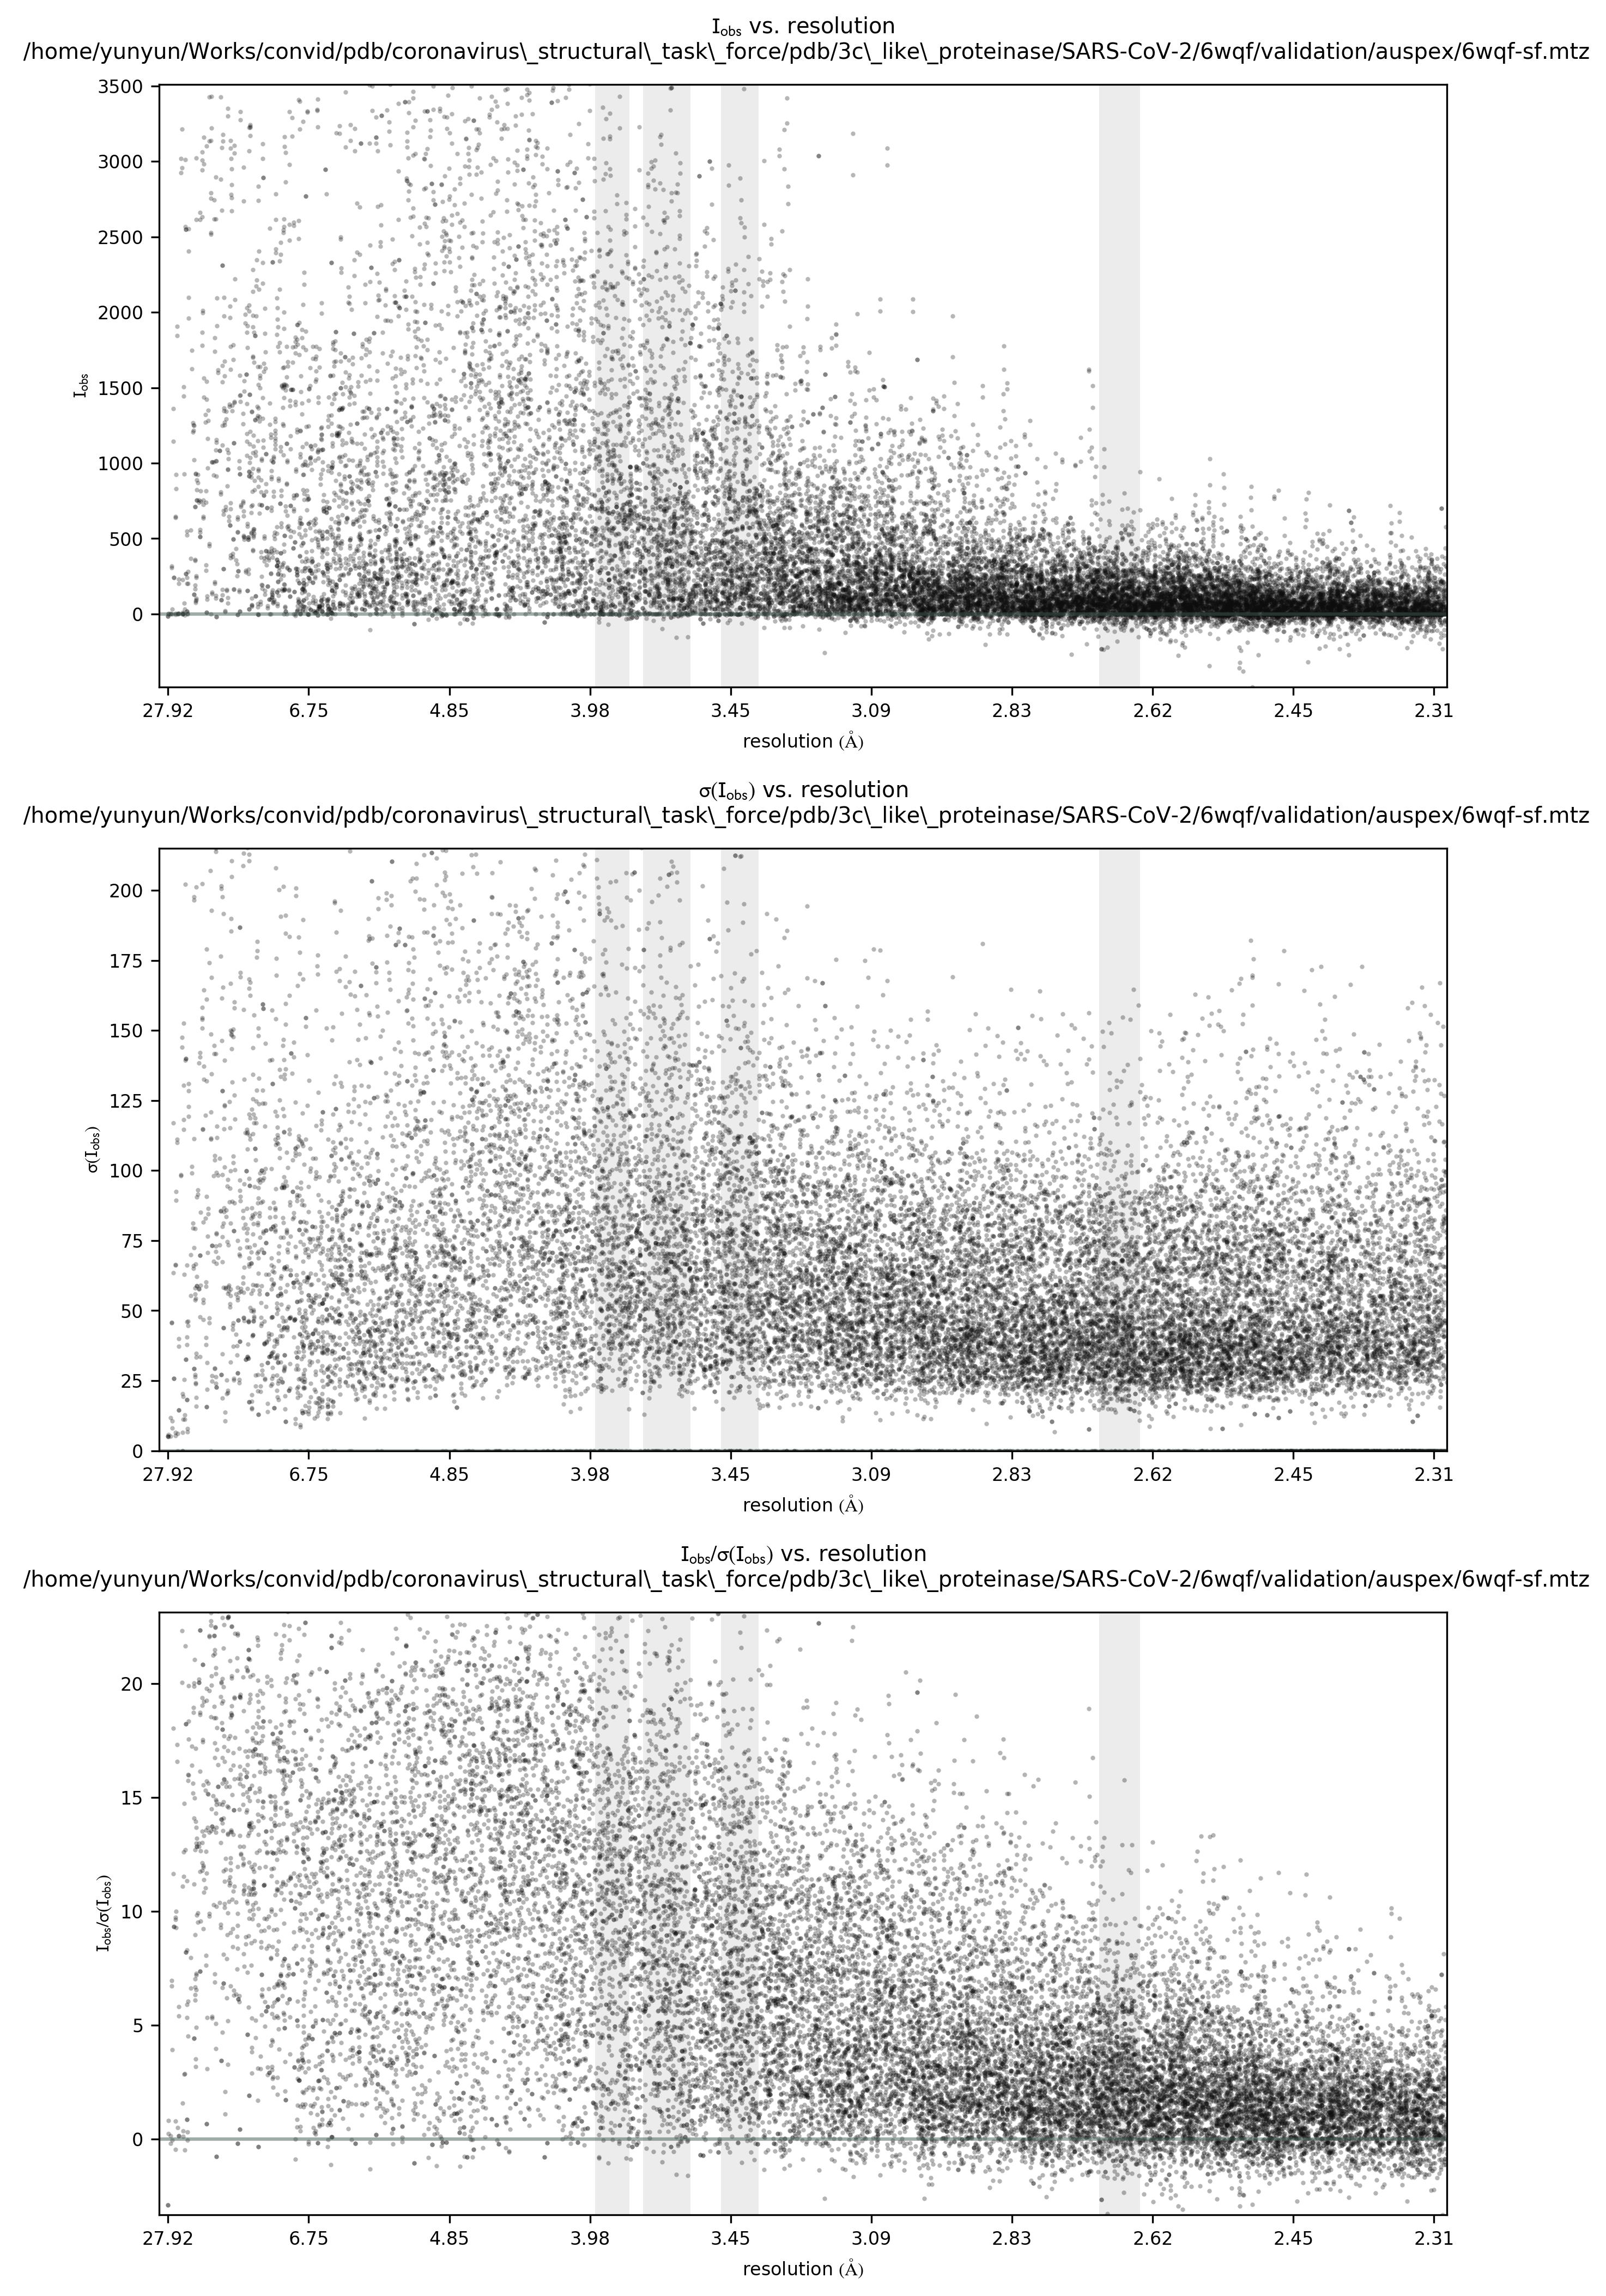 I_obs vs. resolution
/home/yunyun/Works/convid/pdb/coronavirus\_structural\_task\_force/pdb/3c\_like\_proteinase/SARS-CoV-2/6wqf/validation/auspex/6wqf-sf.mtz
3500
3000
2500
2000
1500
1000
500
0
I_obs
27.92 6.75 4.85 3.98 3.45 3.09 2.83 2.62 2.45 2.31
resolution (Å)
σ(I_obs) vs. resolution
/home/yunyun/Works/convid/pdb/coronavirus\_structural\_task\_force/pdb/3c\_like\_proteinase/SARS-CoV-2/6wqf/validation/auspex/6wqf-sf.mtz
200
175
150
125
100
75
50
25
0
σ(I_obs)
27.92 6.75 4.85 3.98 3.45 3.09 2.83 2.62 2.45 2.31
resolution (Å)
I_obs/σ(I_obs) vs. resolution
/home/yunyun/Works/convid/pdb/coronavirus\_structural\_task\_force/pdb/3c\_like\_proteinase/SARS-CoV-2/6wqf/validation/auspex/6wqf-sf.mtz
20
15
10
5
0
I_obs/σ(I_obs)
27.92 6.75 4.85 3.98 3.45 3.09 2.83 2.62 2.45 2.31
resolution (Å)